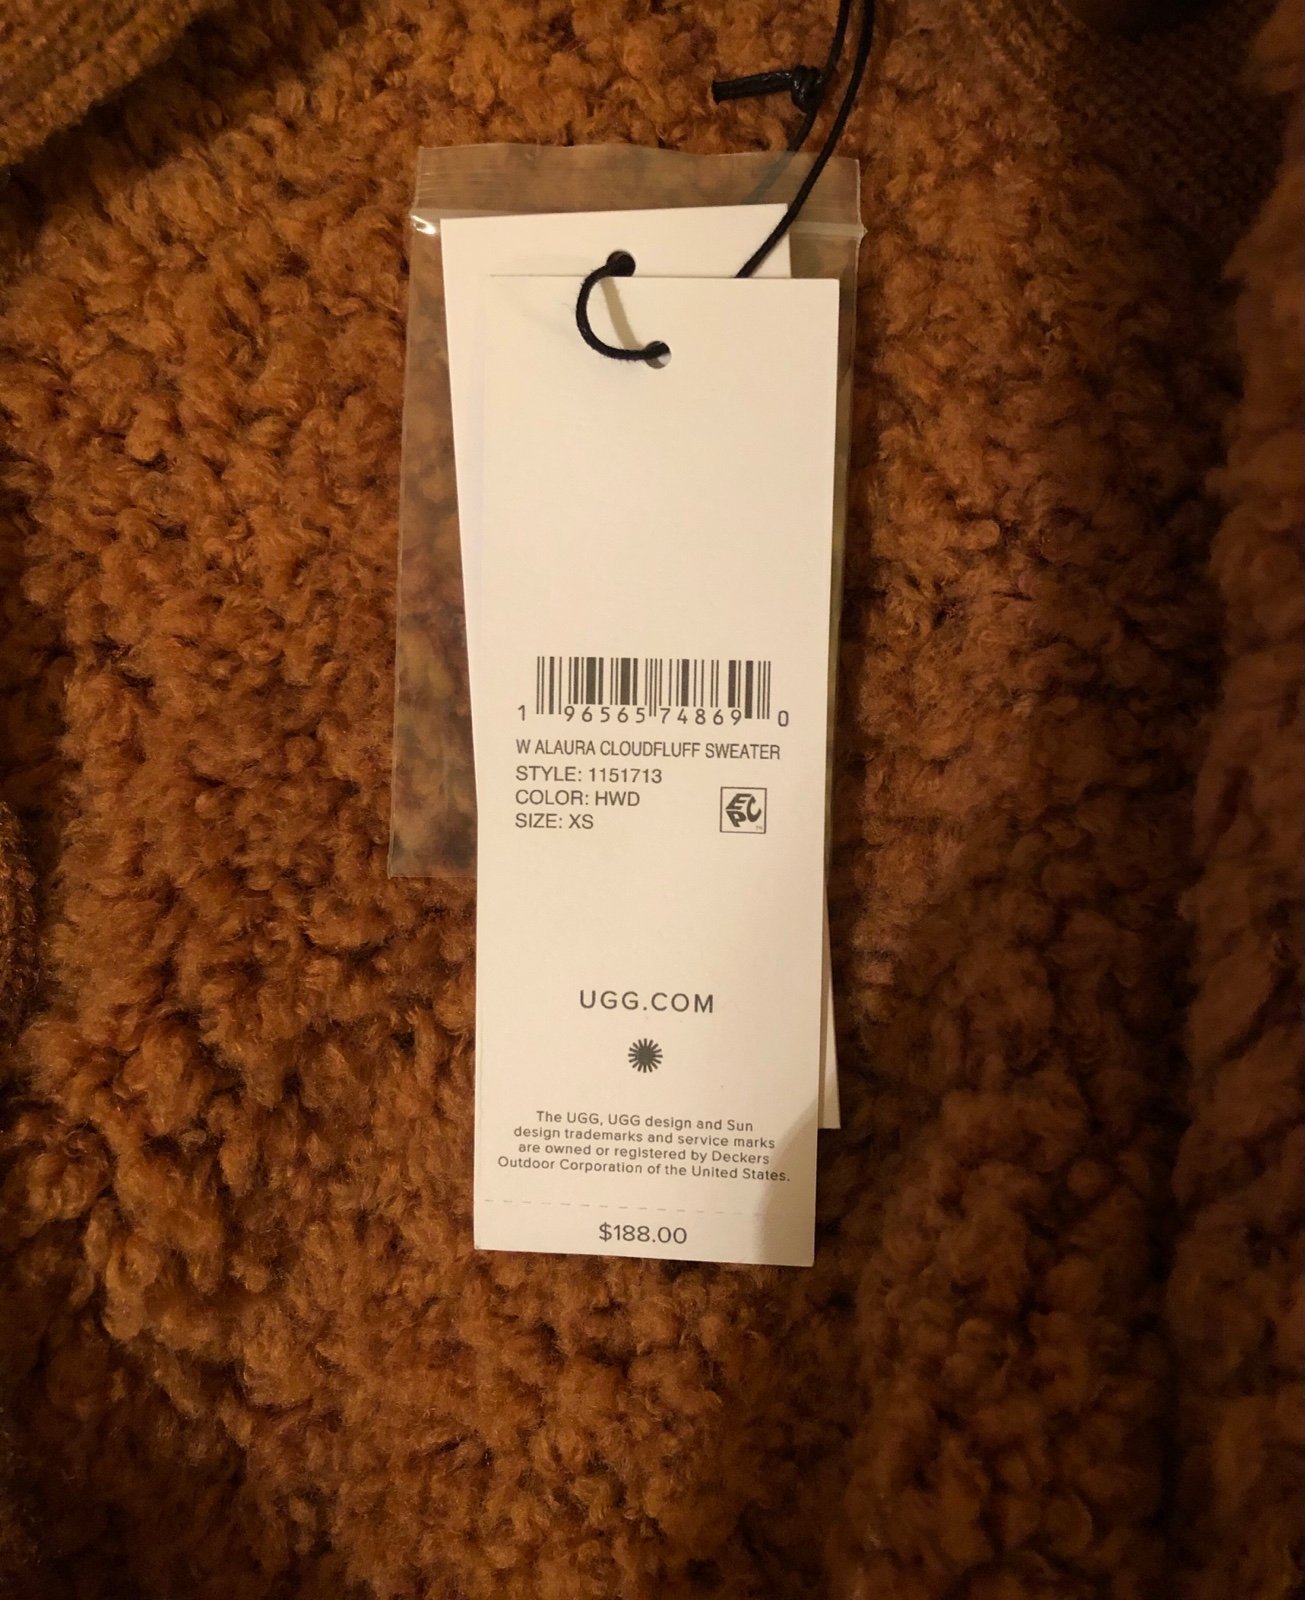 1 96565 74869 0
W ALAURA CLOUDFLUFF SWEATER
STYLE: 1151713
COLOR: HWD
SIZE: XS
EPC
TM
UGG.COM
The UGG, UGG design and Sun
design trademarks and service marks
are owned or registered by Deckers
Outdoor Corporation of the United States.
$188.00